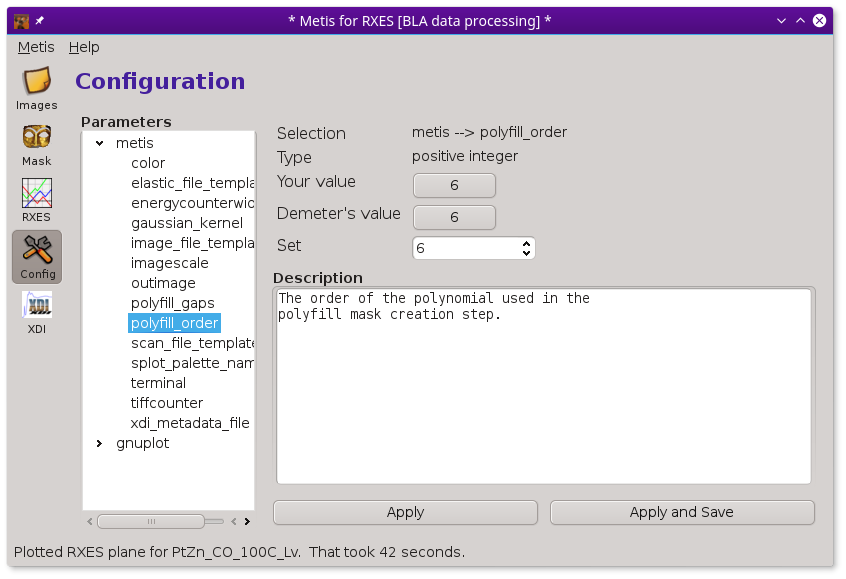 * Metis for RXES [BLA data processing] *
Metis Help
Images
Mask
RXES
Config
XDI
XDI
Configuration
Parameters
metis
color
elastic_file_templa
energycounterwid
gaussian_kernel
image_file_templa
imagescale
outimage
polyfill_gaps
polyfill_order
scan_file_template
splot_palette_nam
terminal
tiffcounter
xdi_metadata_file
gnuplot
Selection metis --> polyfill_order
Type positive integer
Your value 6
Demeter's value 6
Set 6
Description
The order of the polynomial used in the
polyfill mask creation step.
Apply Apply and Save
Plotted RXES plane for PtZn_CO_100C_Lv. That took 42 seconds.